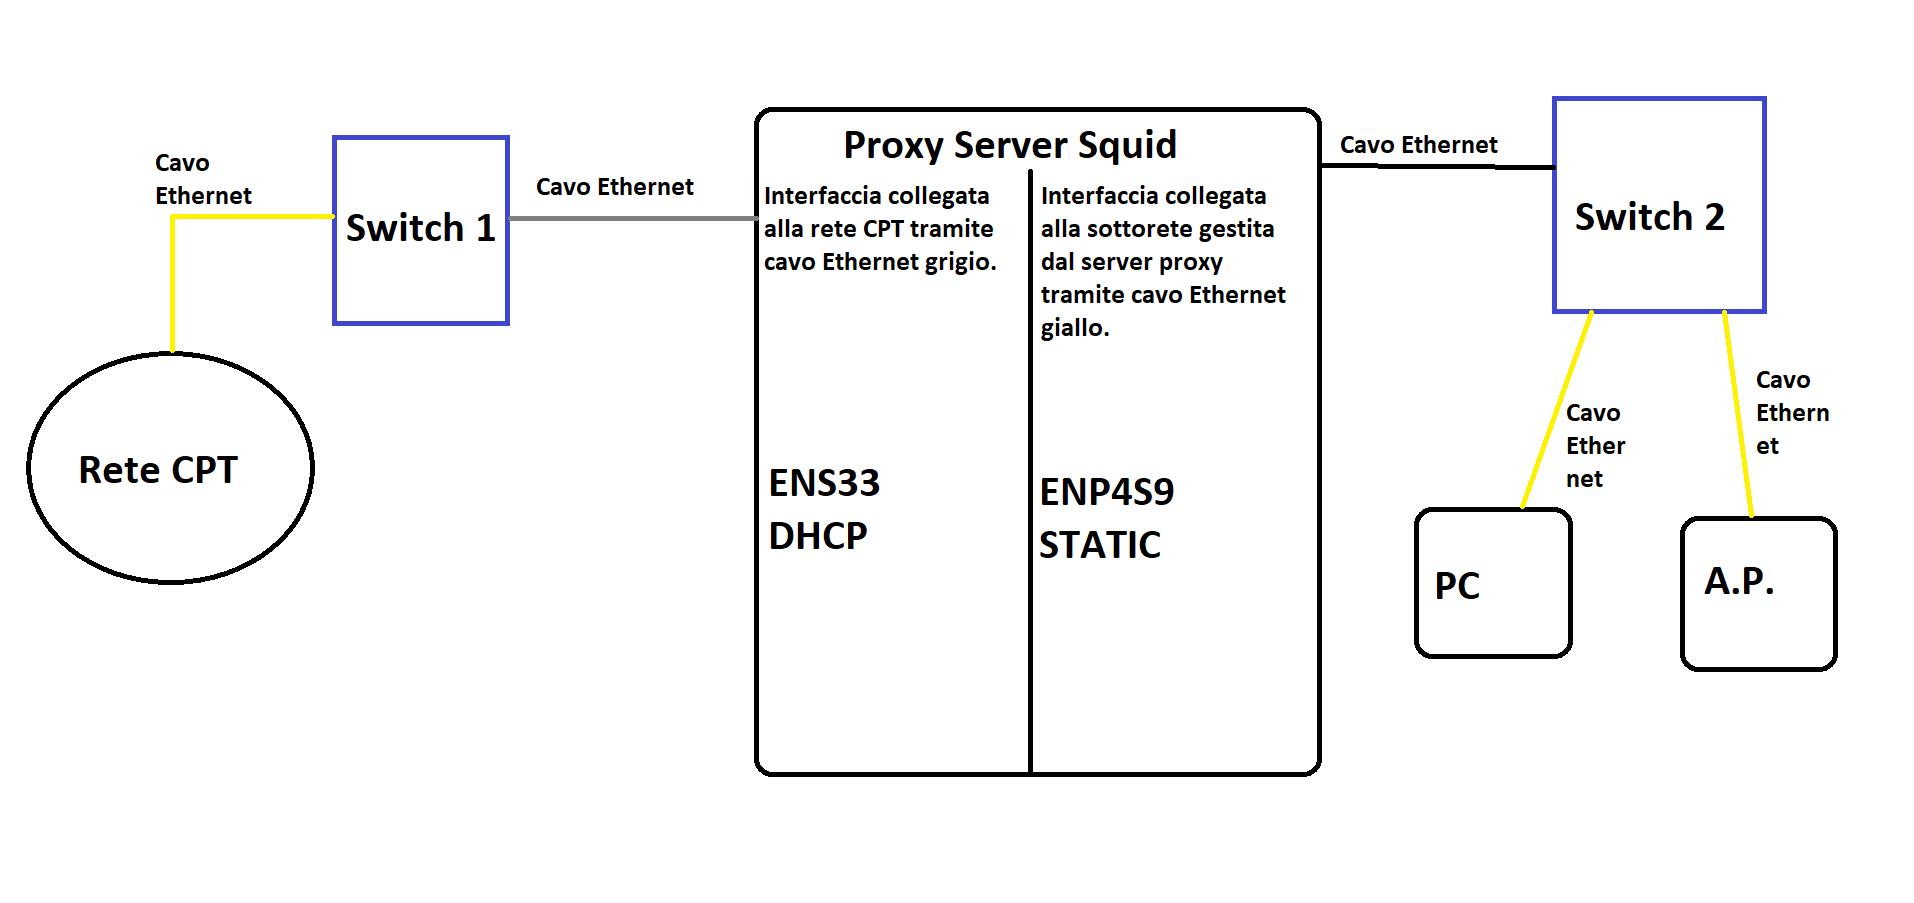 Cavo
Ethernet
Switch 1
Rete CPT
Cavo Ethernet
Proxy Server Squid
Interfaccia collegata
alla rete CPT tramite
cavo Ethernet grigio.
ENS33
DHCP
Interfaccia collegata
alla sottorete gestita
dal server proxy
tramite cavo Ethernet
giallo.
ENP4S9
STATIC
Cavo Ethernet
Switch 2
Cavo
Ether
net
Cavo
Ethern
et
PC
A.P.